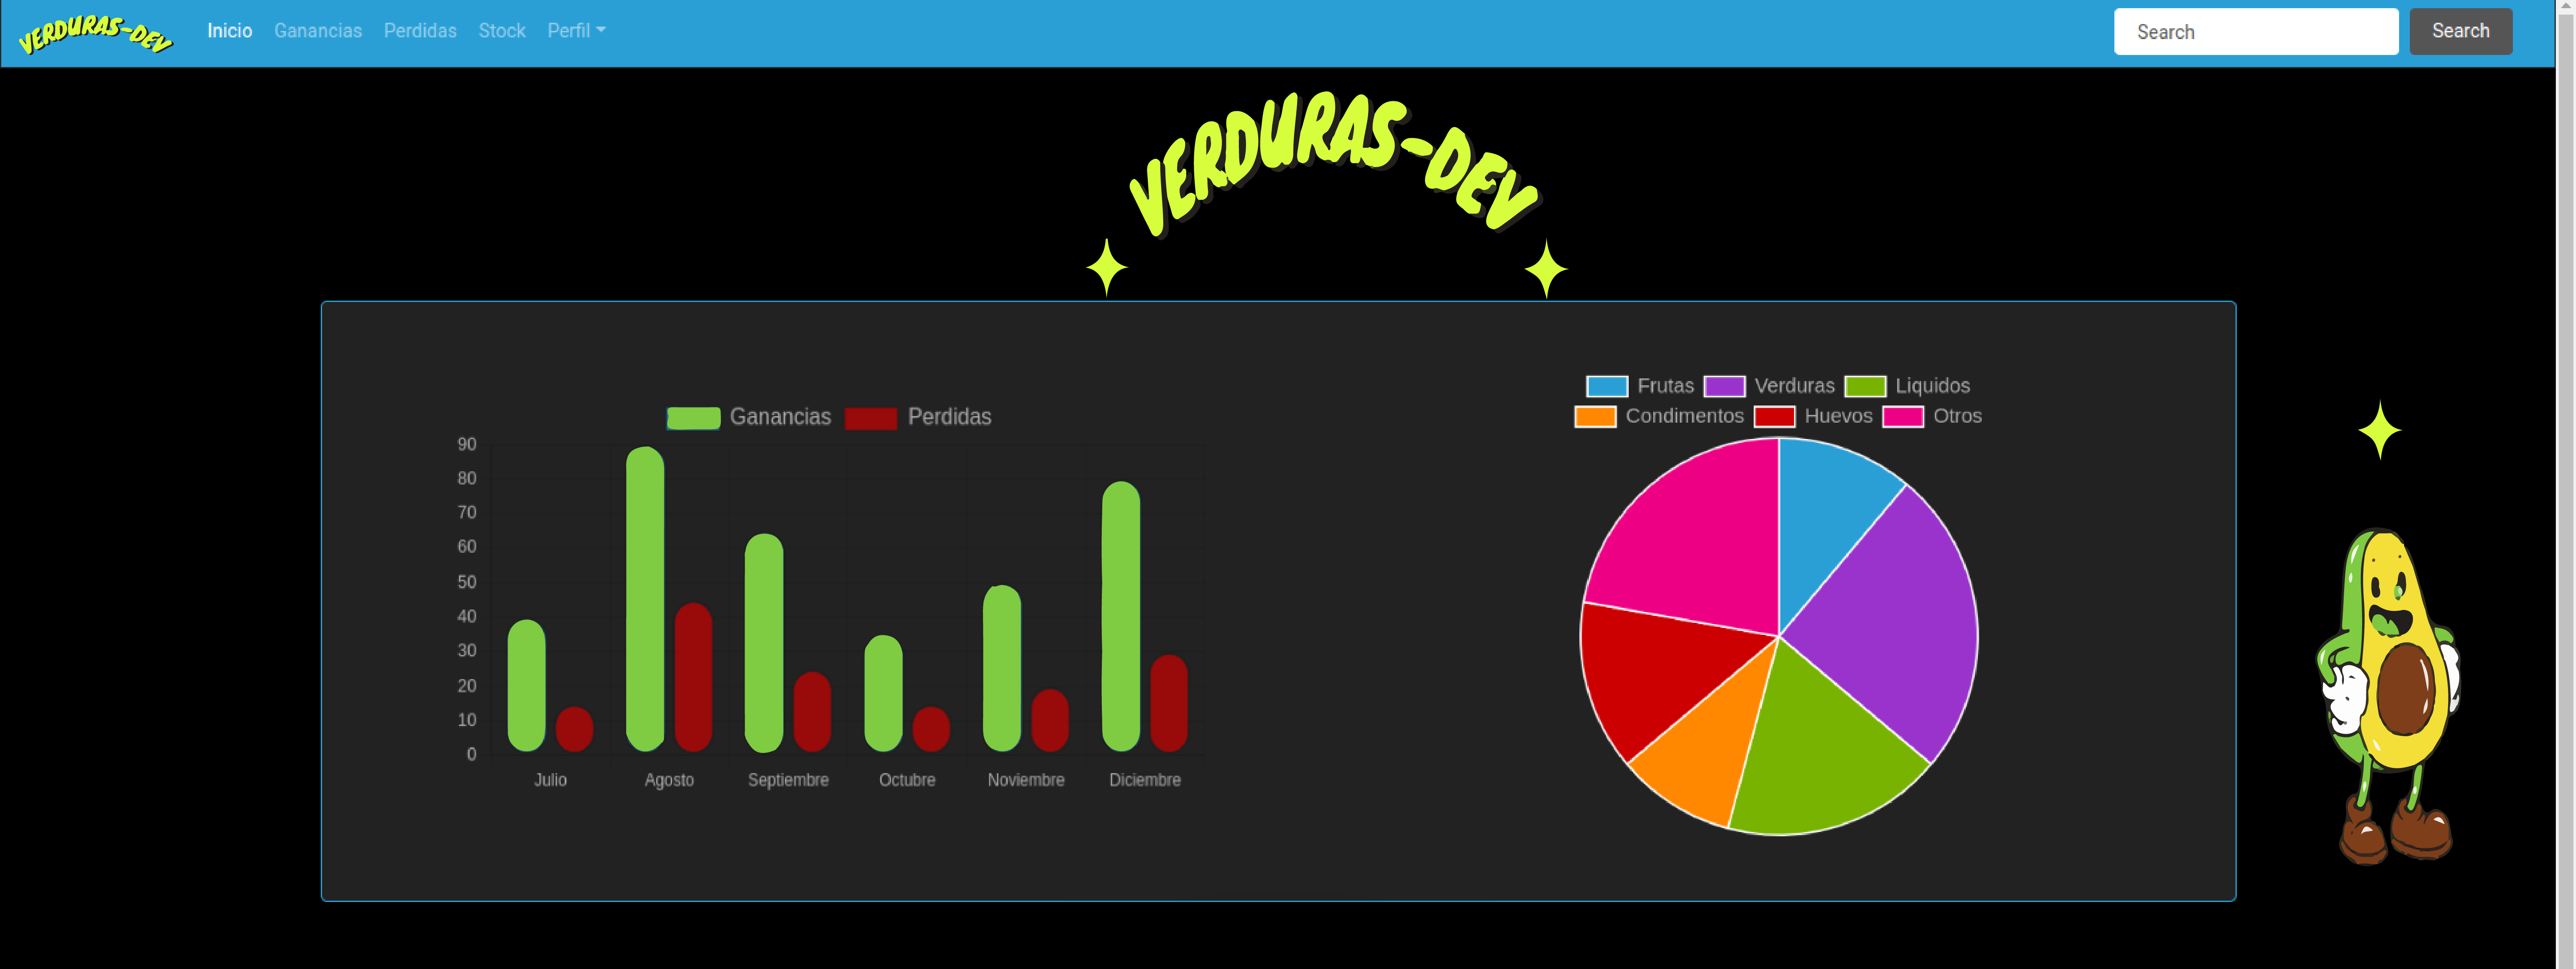 VERDURAS-DEV Inicio Ganancias Perdidas Stock Perfil Search Search
VERDURAS-DEV
Ganancias Perdidas
90
80
70
60
50
40
30
20
10
0
Julio Agosto Septiembre Octubre Noviembre Diciembre
Frutas Verduras Liquidos
Condimentos Huevos Otros